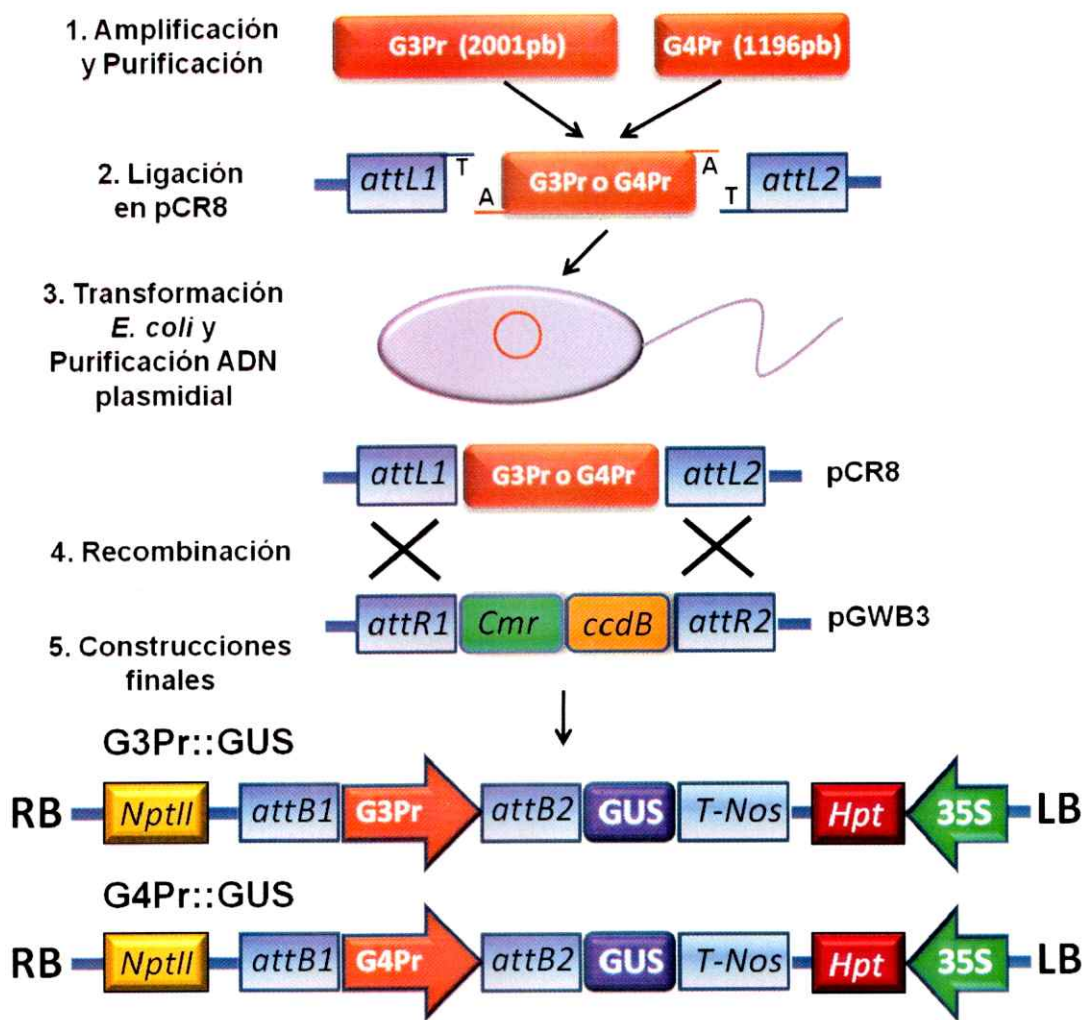 1. Amplificación
y Purificación
G3Pr (2001pb)
G4Pr (1196pb)
2. Ligación
en pCR8
attL1
T
A
G3Pr o G4Pr
A
T
attL2
3. Transformación
E. coli y
Purificación ADN
plasmidial
attL1
G3Pr o G4Pr
attL2
pCR8
4. Recombinación
attR1
Cmr
ccdB
attR2
pGWB3
5. Construcciones
finales
G3Pr::GUS
RB
NptII
attB1
G3Pr
attB2
GUS
T-Nos
Hpt
35S
LB
G4Pr::GUS
RB
NptII
attB1
G4Pr
attB2
GUS
T-Nos
Hpt
35S
LB